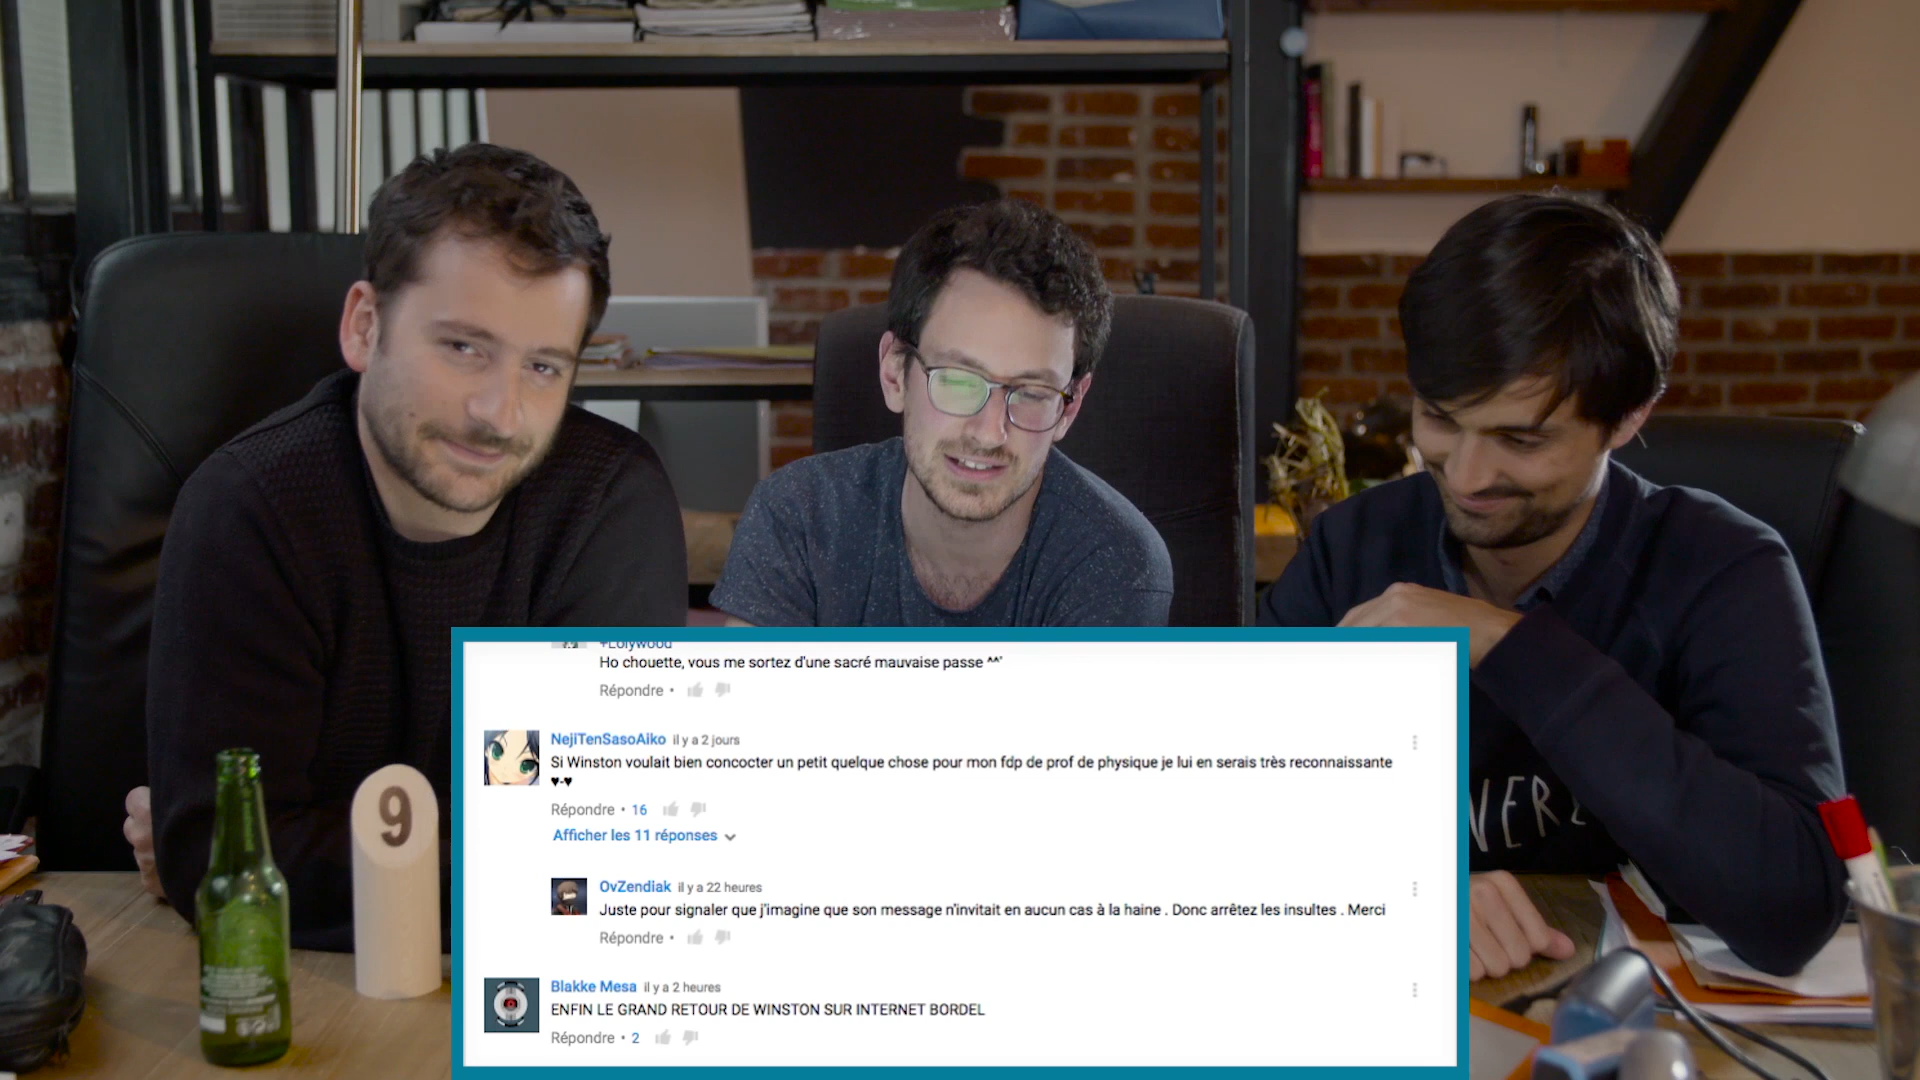 9
+Lolywood
Ho chouette, vous me sortez d'une sacré mauvaise passe ^^'
Répondre •
NejiTenSasoAiko il y a 2 jours
Si Winston voulait bien concocter un petit quelque chose pour mon fdp de prof de physique je lui en serais très reconnaissante
♥-♥
Répondre • 16
Afficher les 11 réponses
OvZendiak il y a 22 heures
Juste pour signaler que j'imagine que son message n'invitait en aucun cas à la haine . Donc arrêtez les insultes . Merci
Répondre •
Blakke Mesa il y a 2 heures
ENFIN LE GRAND RETOUR DE WINSTON SUR INTERNET BORDEL
Répondre • 2